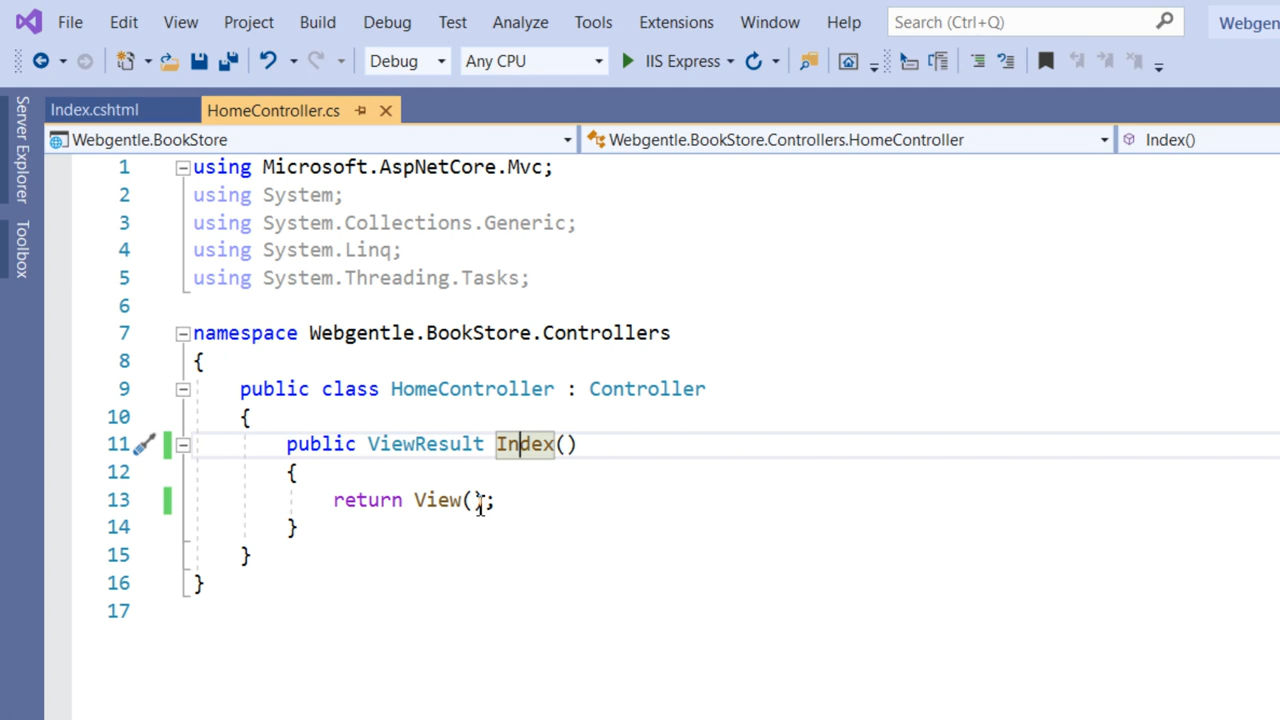 File Edit View Project Build Debug Test Analyze Tools Extensions Window Help Search (Ctrl+Q) Webgen
Debug Any CPU IIS Express
Server Explorer
Toolbox
Index.cshtml HomeController.cs
Webgentle.BookStore Webgentle.BookStore.Controllers.HomeController Index()
1 using Microsoft.AspNetCore.Mvc;
2 using System;
3 using System.Collections.Generic;
4 using System.Linq;
5 using System.Threading.Tasks;
6
7 namespace Webgentle.BookStore.Controllers
8 {
9 public class HomeController : Controller
10 {
11 public ViewResult Index()
12 {
13 return View();
14 }
15 }
16 }
17